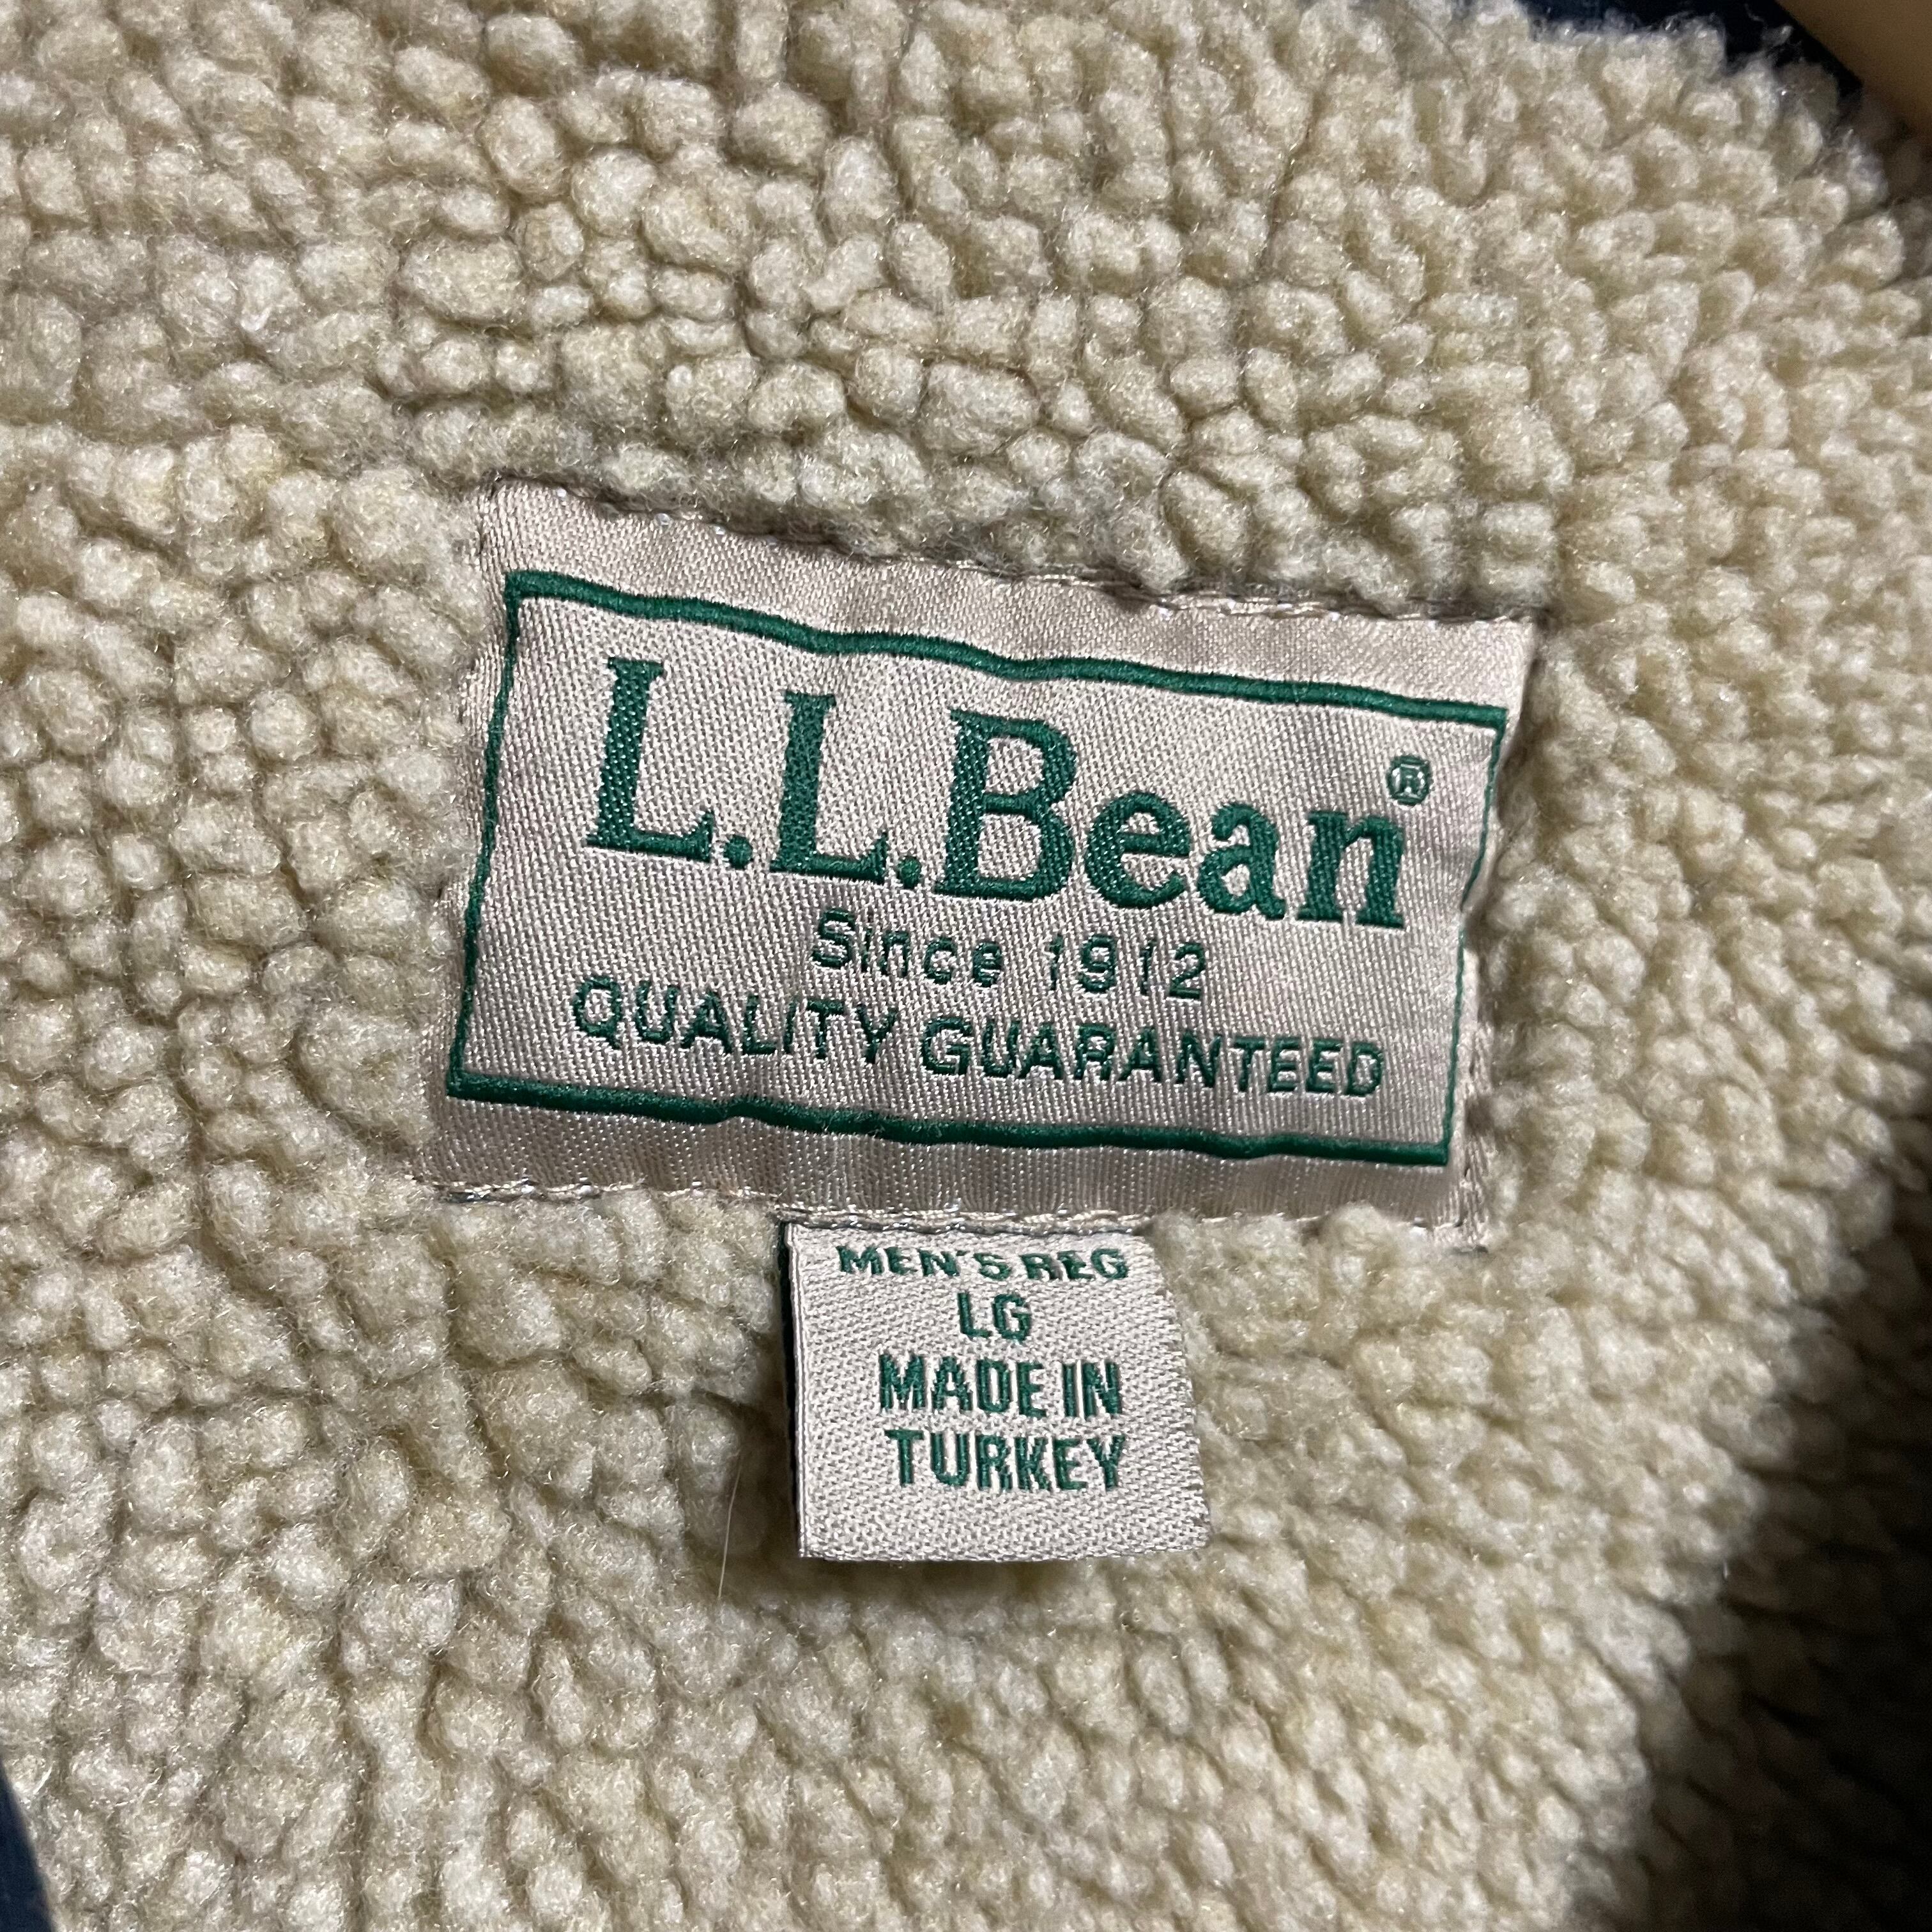 L.L.Bean®
Since 1912
QUALITY GUARANTEED
MEN'S REG
LG
MADE IN
TURKEY